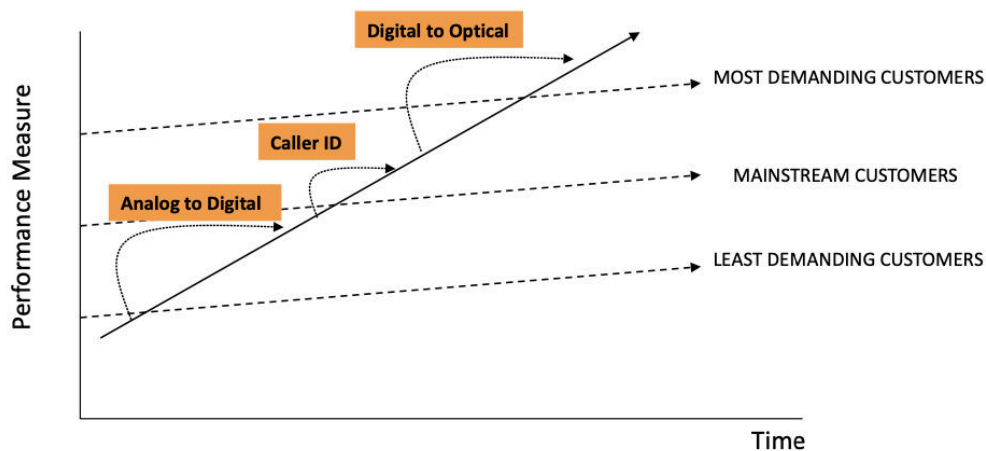 Digital to Optical
MOST DEMANDING CUSTOMERS
Caller ID
MAINSTREAM CUSTOMERS
Analog to Digital
LEAST DEMANDING CUSTOMERS
Performance Measure
Time